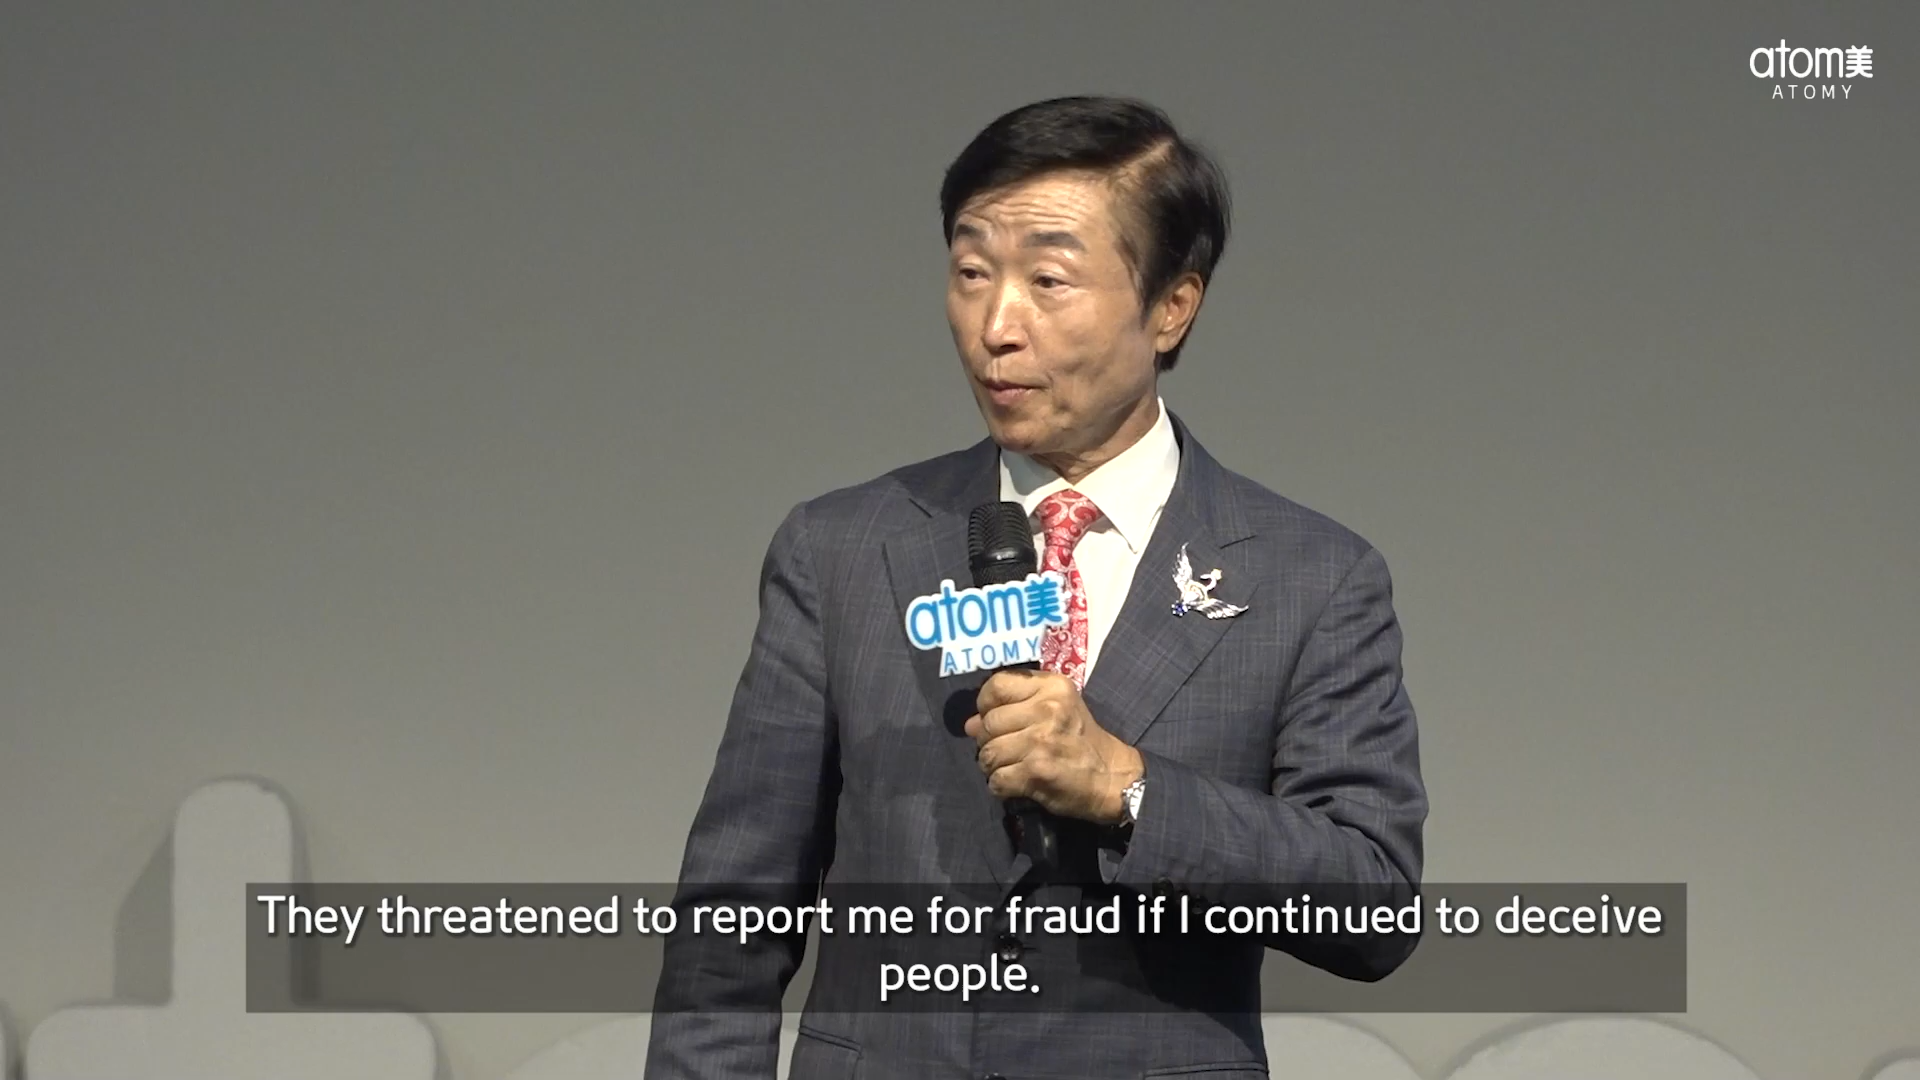 atom美
ATOMY
atom美
ATOMY
They threatened to report me for fraud if I continued to deceive
people.